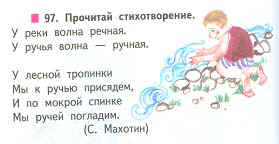 97. Прочитай стихотворение.
У реки волна речная.
У ручья волна — ручная.
У лесной тропинки
Мы к ручью присядем,
И по мокрой спинке
Мы ручей погладим.
(С. Махотин)